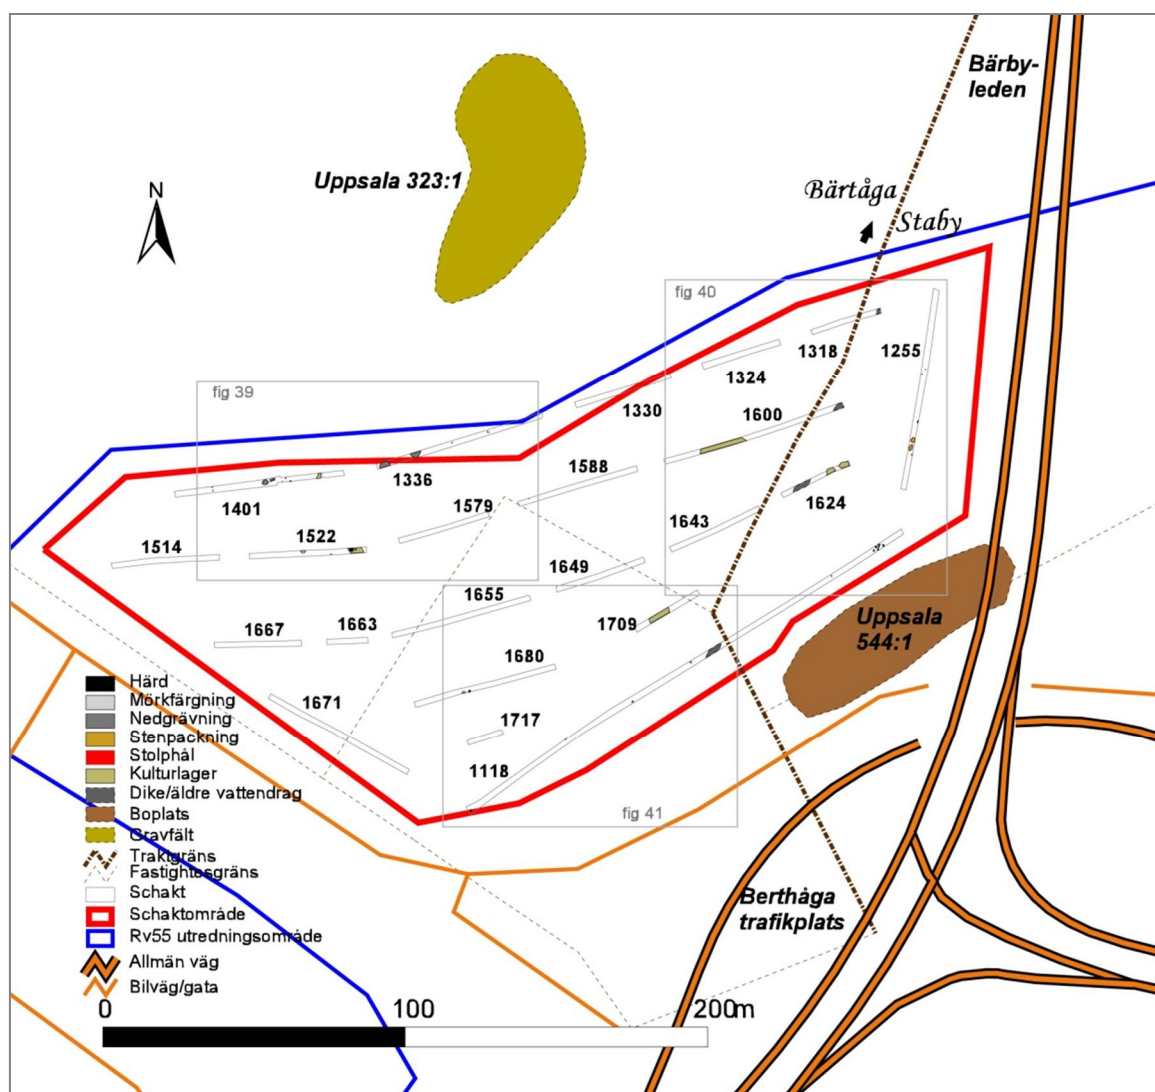 Bärby-
leden
Uppsala 323:1
N
Bärtåga
Staby
fig 40
1318
1255
1324
fig 39
1330
1600
1588
1336
1401
1579
1624
1643
1522
1514
1649
1655
1709
Uppsala
544:1
1667
1663
1680
1671
1717
1118
fig 41
Härd
Mörkfärgning
Nedgrävning
Stenpackning
Stolphål
Kulturlager
Dike/äldre vattendrag
Boplats
Gravfält
Traktgräns
Fastighetsgräns
Schakt
Schaktområde
Rv55 utredningsområde
Allmän väg
Bilväg/gata
Berthåga
trafikplats
0 100 200m